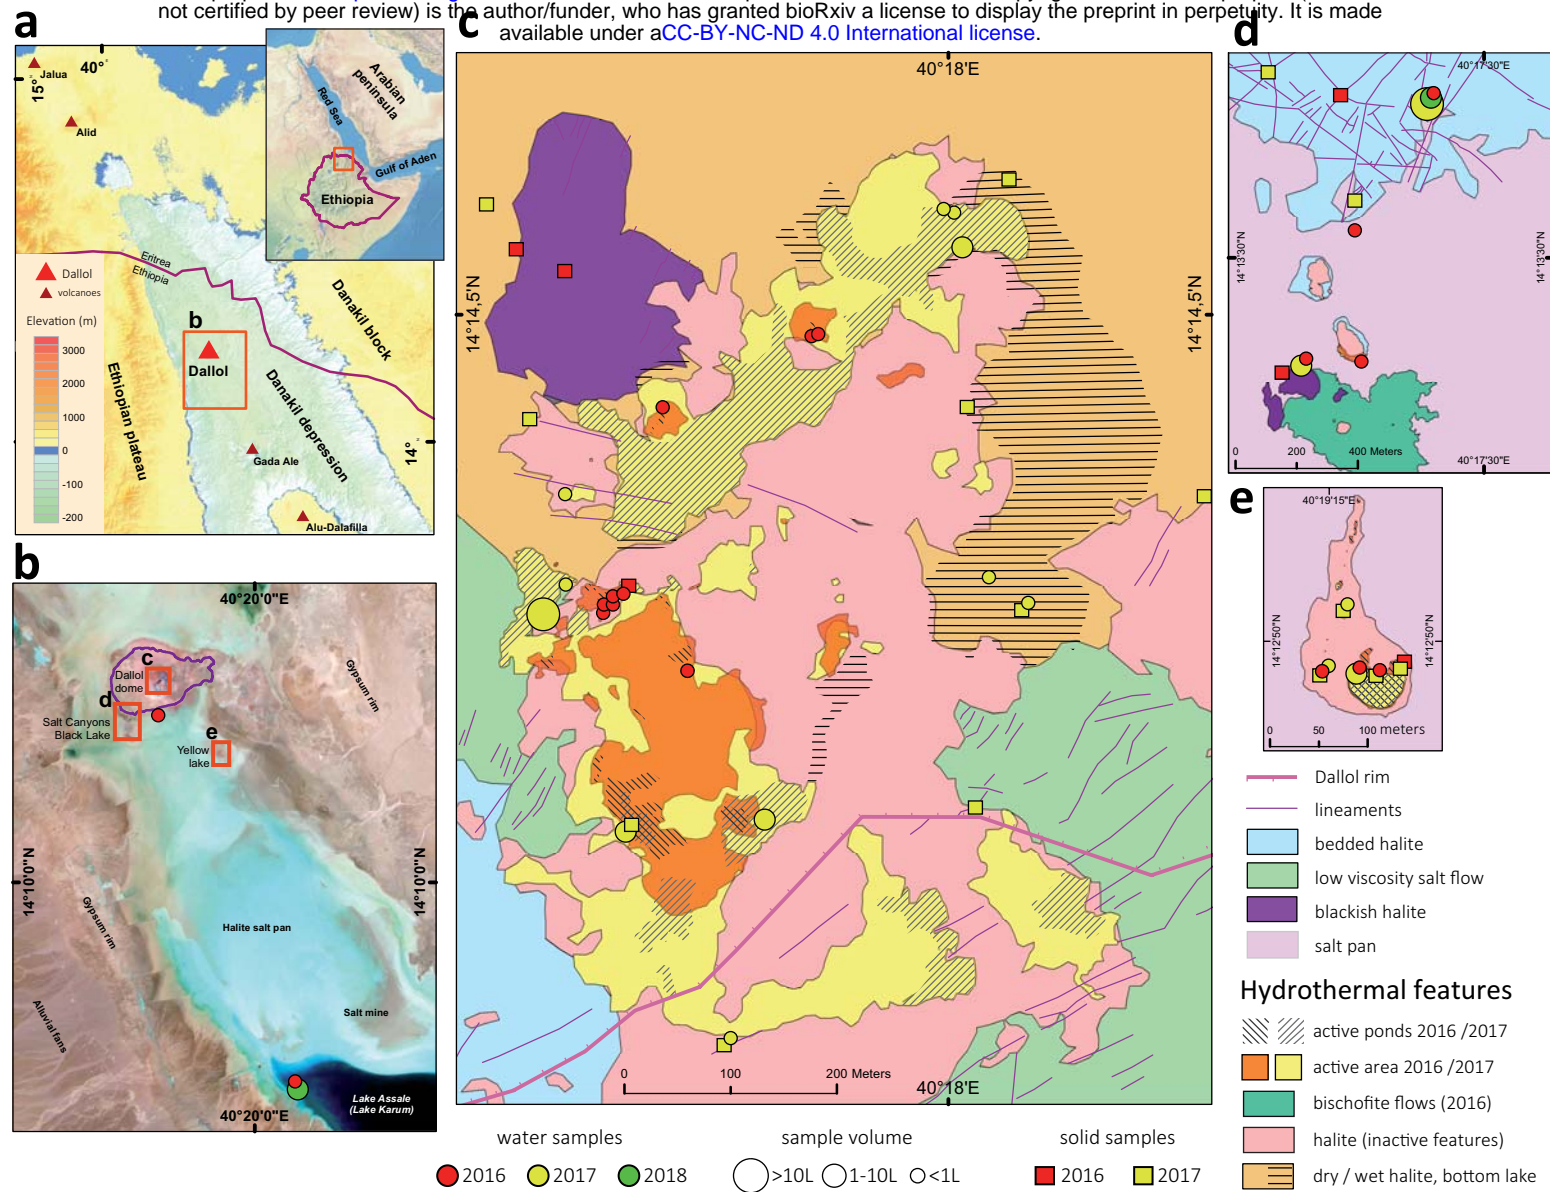 not certified by peer review) is the author/funder, who has granted bioRxiv a license to display the preprint in perpetuity. It is made
available under aCC-BY-NC-ND 4.0 International license.
a
40°
15°
Jalua
Alid
Arabian peninsula
Red Sea
Gulf of Aden
Ethiopia
Eritrea
Ethiopia
Dallol
volcanoes
Elevation (m)
3000
2000
1000
0
-100
-200
b
Dallol
Danakil block
Ethiopian plateau
Danakil depression
Gada Ale
Alu-Dalafilla
14°
b
40°20'0"E
c
Dallol dome
d
Salt Canyons
Black Lake
e
Yellow lake
Gypsum rim
14°10'0"N
14°10'0"N
Gypsum rim
Halite salt pan
Alluvial fans
Salt mine
Lake Assale
(Lake Karum)
40°20'0"E
c
40°18'E
14°14,5'N
14°14,5'N
0 100 200 Meters
40°18'E
d
40°17'30"E
14°13'30"N
14°13'30"N
0 200 400 Meters
40°17'30"E
e
40°19'15"E
14°12'50"N
14°12'50"N
0 50 100 meters
Dallol rim
lineaments
bedded halite
low viscosity salt flow
blackish halite
salt pan
Hydrothermal features
active ponds 2016 /2017
active area 2016 /2017
bischofite flows (2016)
halite (inactive features)
dry / wet halite, bottom lake
water samples
2016 2017 2018
sample volume
>10L 1-10L <1L
solid samples
2016 2017